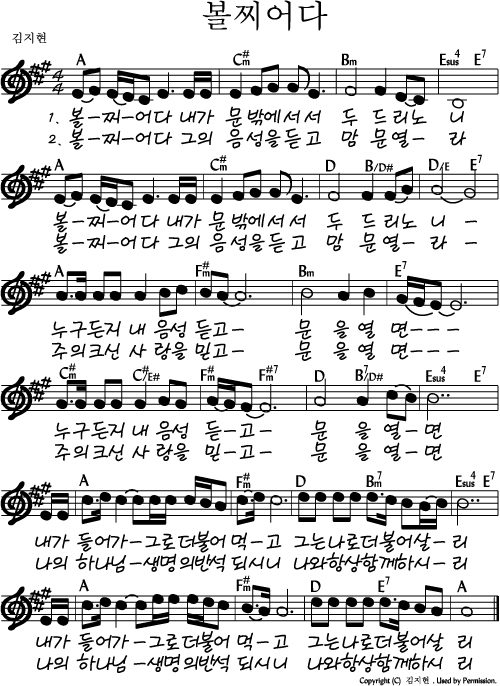 볼찌어다
김지현
A C#m Bm Esus4 E7
4/4
1. 볼-찌-어다 내가 문밖에서서 두 드리노 니
2. 볼-찌-어다 그의 음성을듣고 맘 문열- 라
A C#m D B/D# D/E E7
볼-찌-어다 내가 문밖에서서 두 드리노 니-
볼-찌-어다 그의 음성을듣고 맘 문열- 라-
A F#m Bm E7
누구든지 내 음성 듣고- 문 을 열 면---
주의크신 사 랑을 믿고- 문 을 열 면---
C#m C#/E# F#m F#m7 D B7/D# Esus4 E7
누구든지 내 음성 듣-고- 문 을 열-면
주의크신 사 랑을 믿-고- 문 을 열-면
A F#m D Bm7 Esus4 E7
내가 들어가-그로더불어 먹-고 그는나로더불어살- 리
나의 하나님-생명의반석 되시니 나와항상함께하시-리
A F#m D E7 A
내가 들어가-그로더불어 먹-고 그는나로더불어살 리
나의 하나님-생명의반석 되시니 나와항상함께하시 리
Copyright (C) 김지현 . Used by Permission.